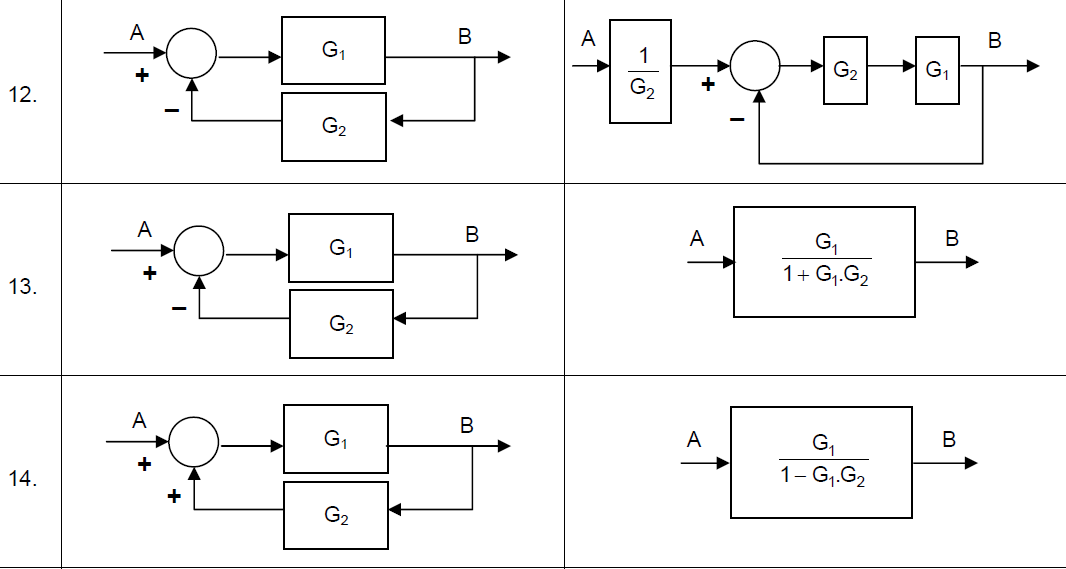 12.
A
+
−
G₁
G₂
B
A
1
G₂
+
−
G₂
G₁
B
13.
A
+
−
G₁
G₂
B
A
G₁
1 + G₁.G₂
B
14.
A
+
+
G₁
G₂
B
A
G₁
1 − G₁.G₂
B